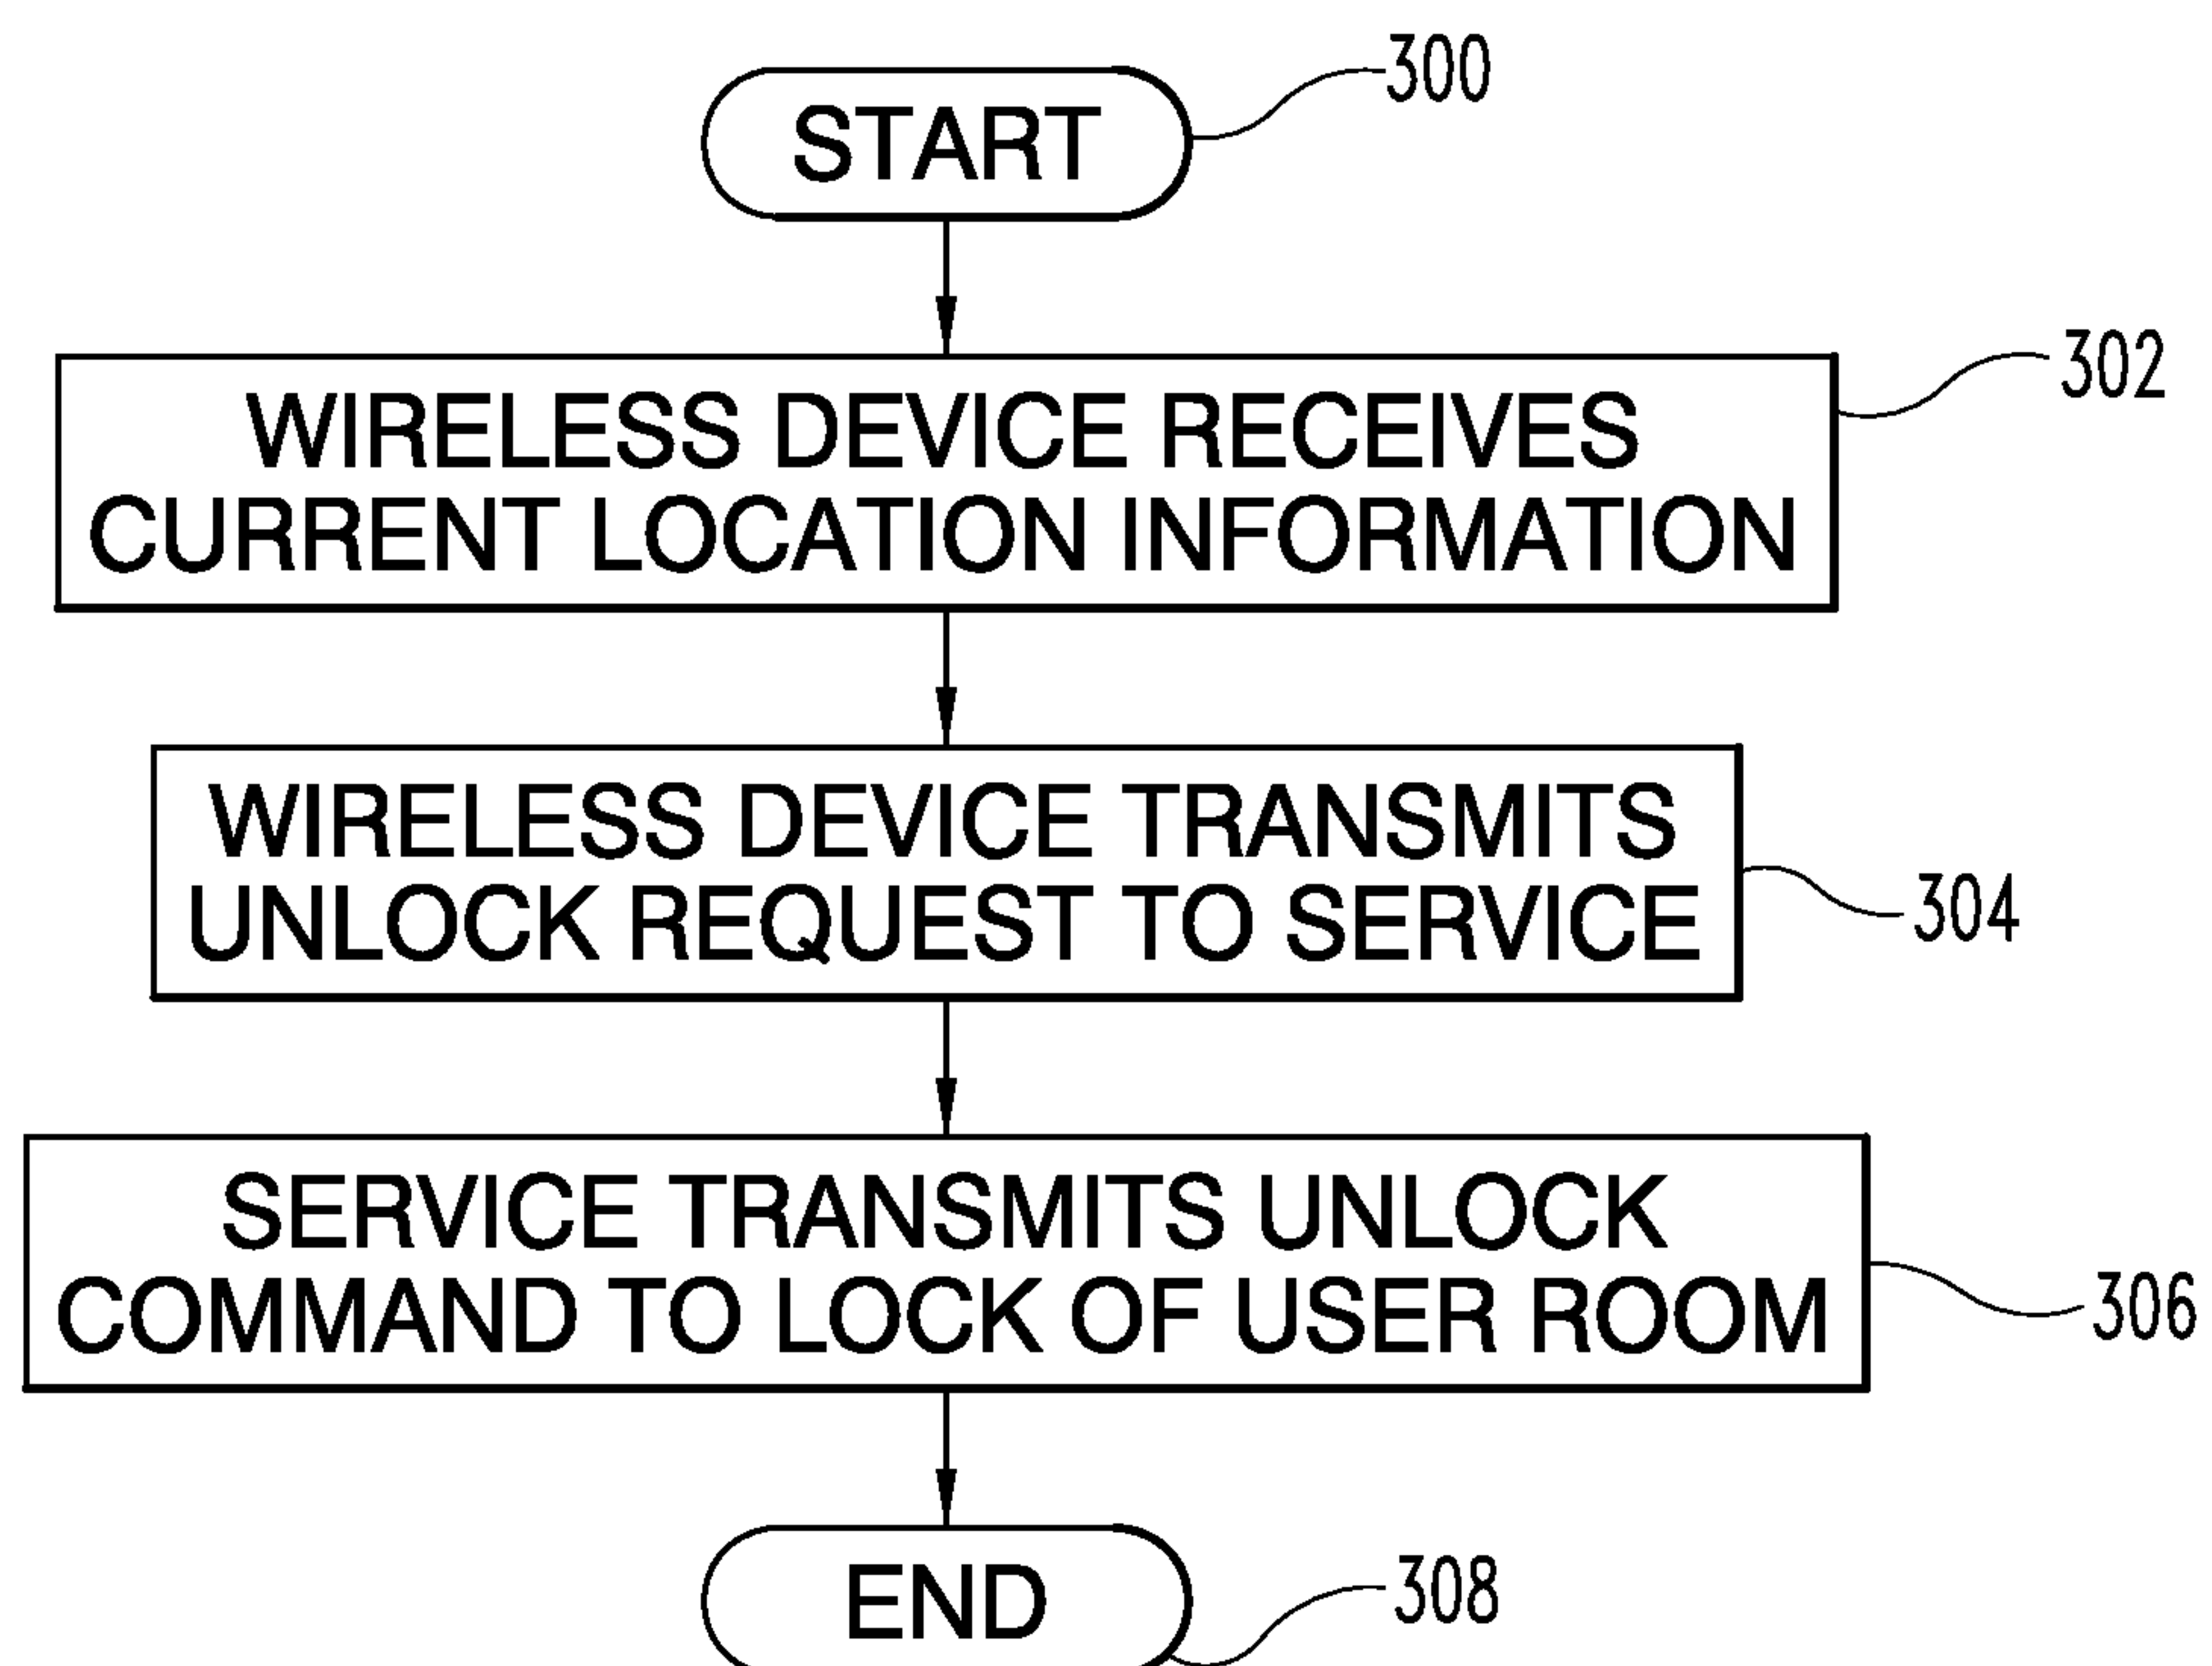 START
300
WIRELESS DEVICE RECEIVES
CURRENT LOCATION INFORMATION
302
WIRELESS DEVICE TRANSMITS
UNLOCK REQUEST TO SERVICE
304
SERVICE TRANSMITS UNLOCK
COMMAND TO LOCK OF USER ROOM
306
END
308